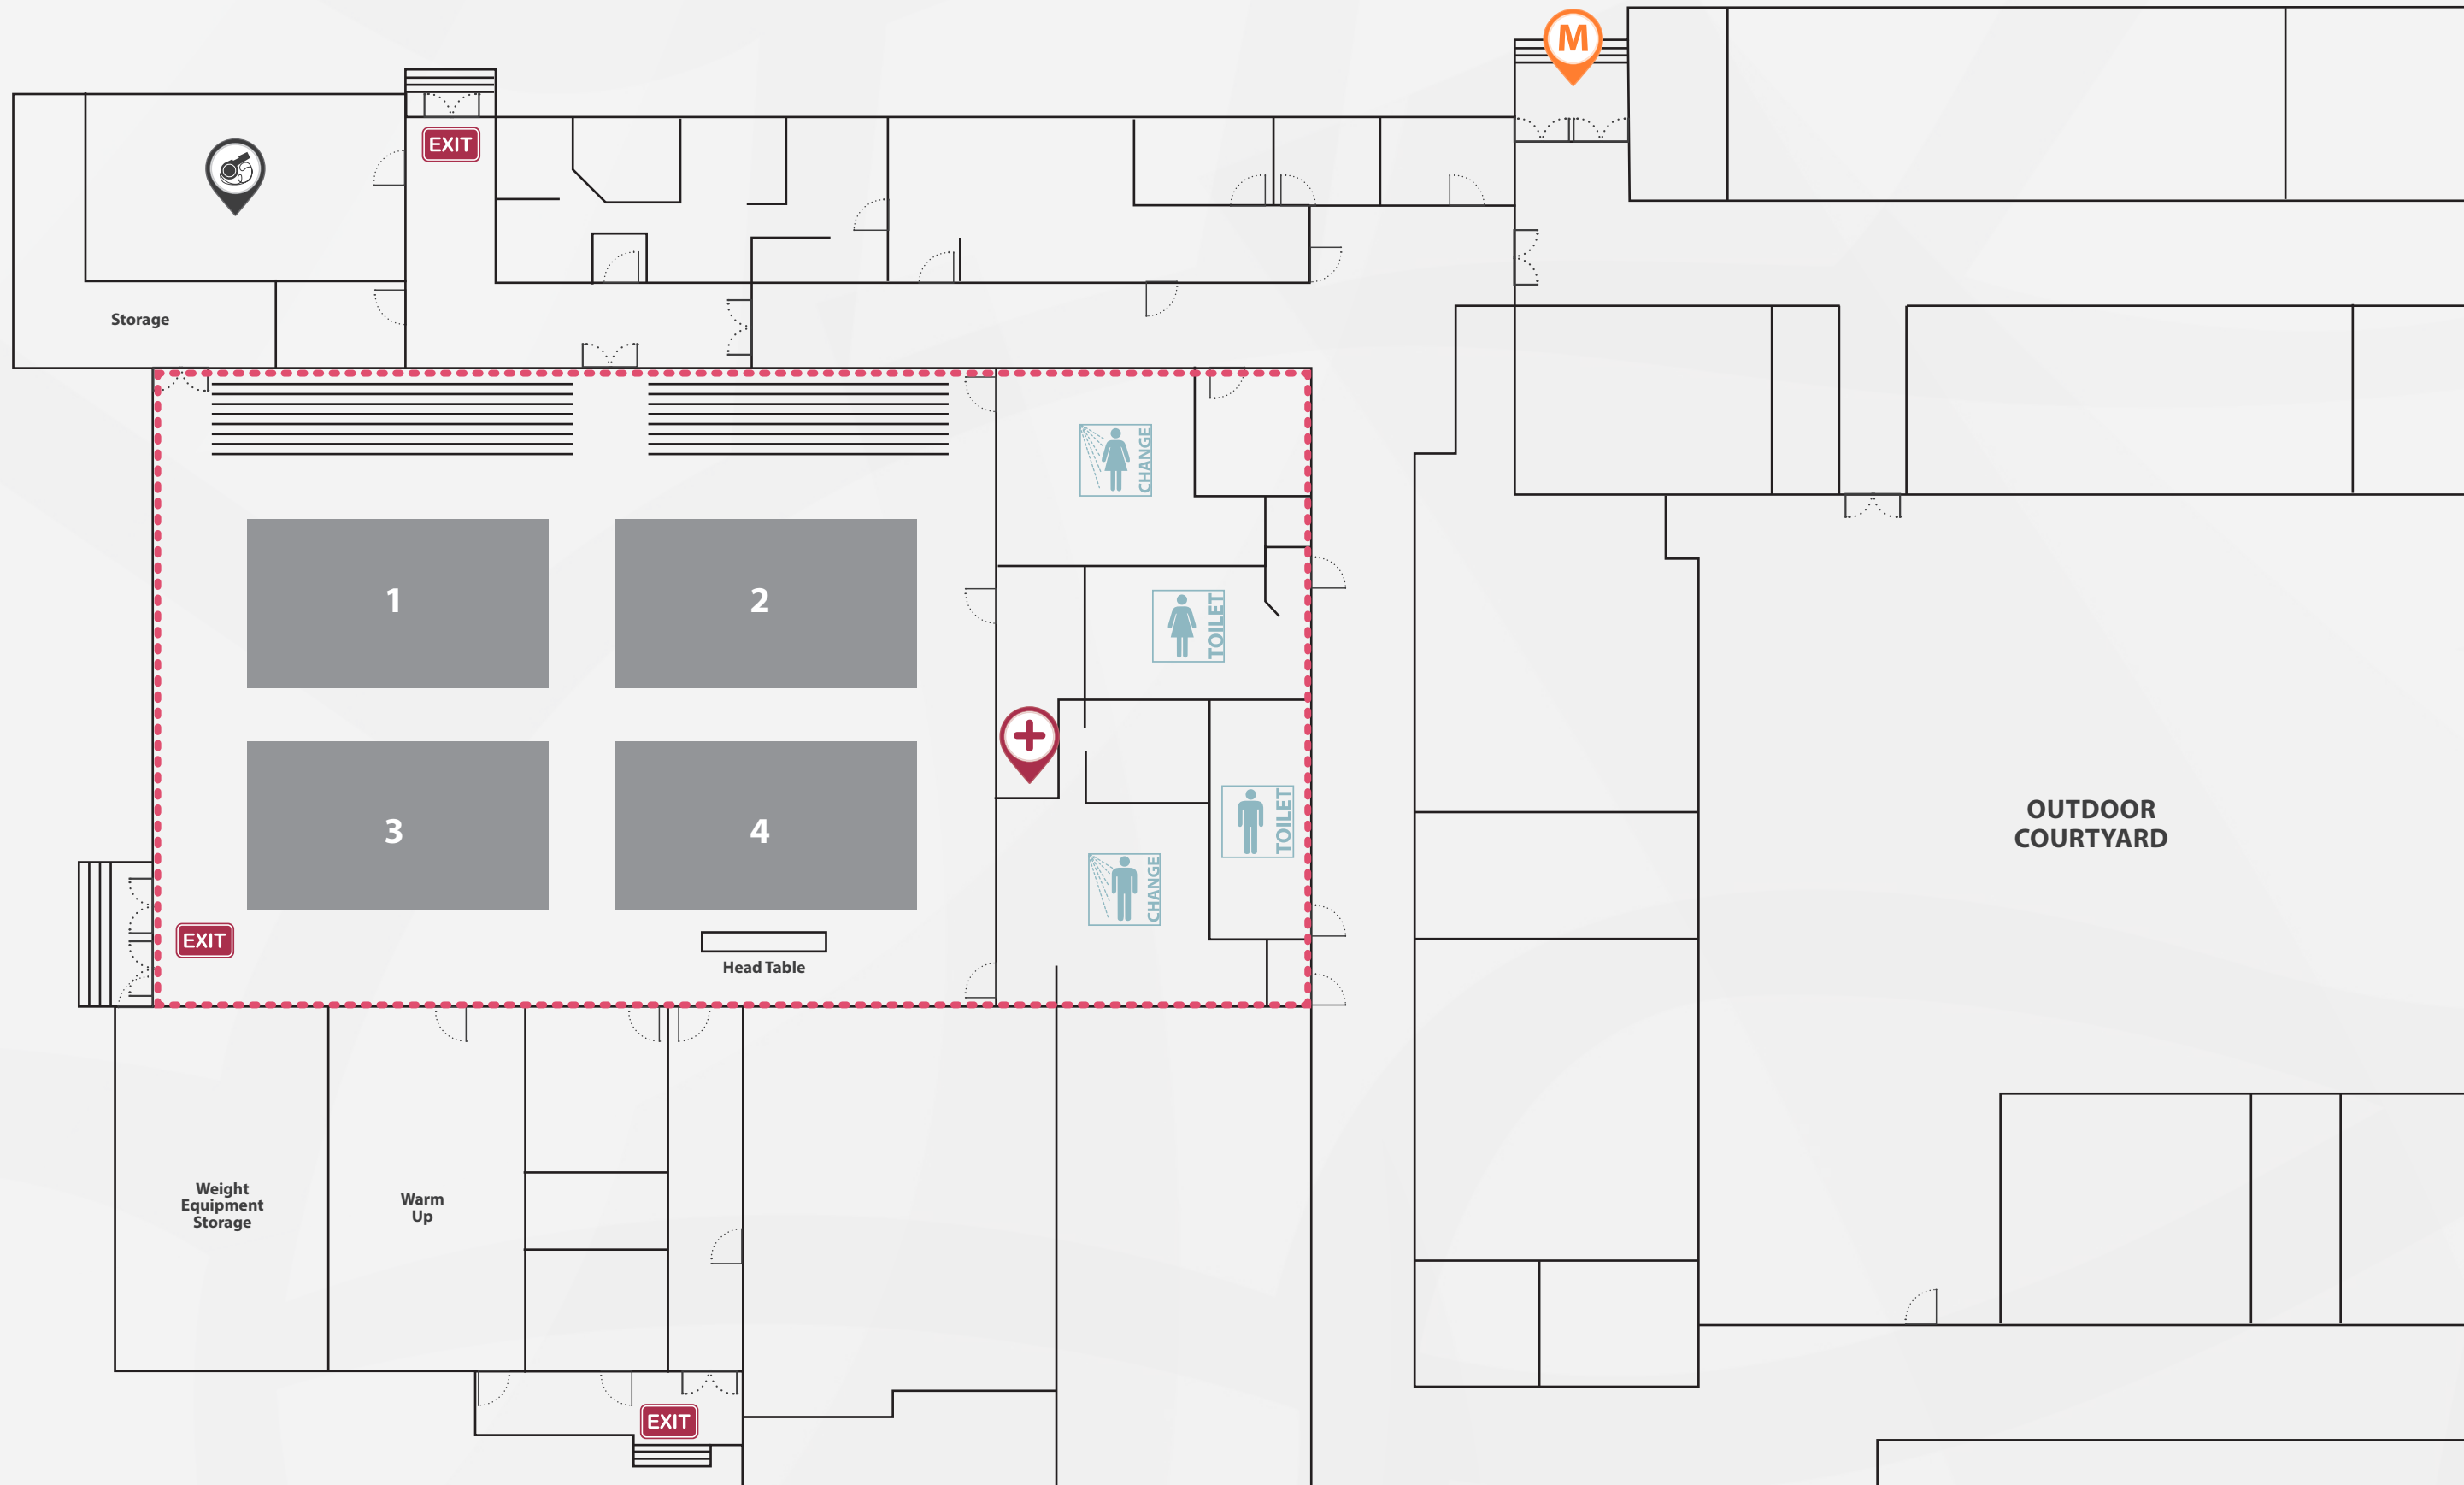 M
EXIT
Storage
CHANGE
1
2
TOILET
3
4
TOILET
CHANGE
OUTDOOR
COURTYARD
EXIT
Head Table
Weight
Equipment
Storage
Warm
Up
EXIT